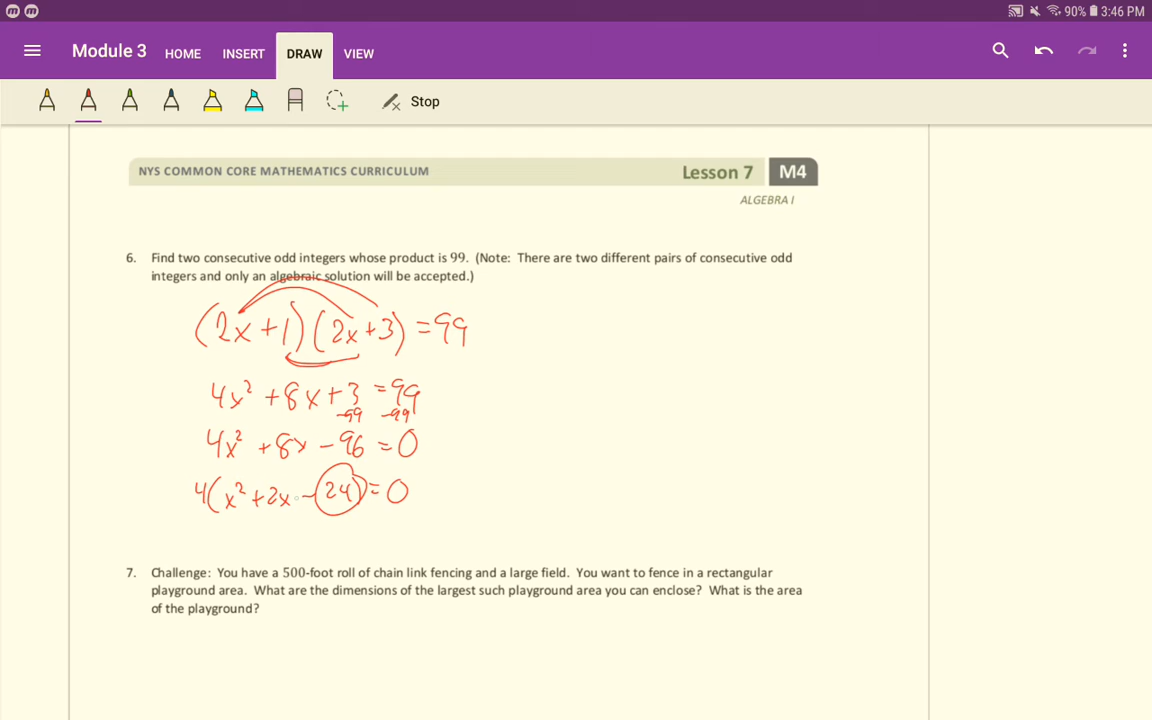 90% 3:46 PM
Module 3 HOME INSERT DRAW VIEW
Stop
NYS COMMON CORE MATHEMATICS CURRICULUM Lesson 7 M4
ALGEBRA I
6. Find two consecutive odd integers whose product is 99. (Note: There are two different pairs of consecutive odd
integers and only an algebraic solution will be accepted.)
(2x+1)(2x+3)=99
4x² +8x+3 =99
-99 -99
4x² +8x -96 =0
4(x²+2x-24)=0
7. Challenge: You have a 500-foot roll of chain link fencing and a large field. You want to fence in a rectangular
playground area. What are the dimensions of the largest such playground area you can enclose? What is the area
of the playground?